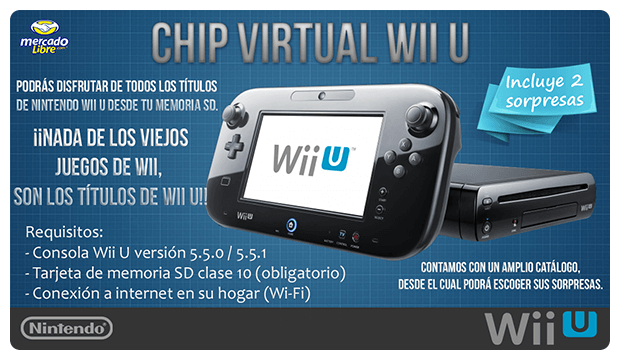 mercado
libre.com
CHIP VIRTUAL WII U
PODRÁS DISFRUTAR DE TODOS LOS TÍTULOS
DE NINTENDO WII U DESDE TU MEMORIA SD.
Incluye 2
sorpresas
¡¡NADA DE LOS VIEJOS
JUEGOS DE WII,
SON LOS TÍTULOS DE WII U!!
Wii U™
Wii U
Requisitos:
- Consola Wii U versión 5.5.0 / 5.5.1
- Tarjeta de memoria SD clase 10 (obligatorio)
- Conexión a internet en su hogar (Wi-Fi)
CONTAMOS CON UN AMPLIO CATÁLOGO,
DESDE EL CUAL PODRÁ ESCOGER SUS SORPRESAS.
Nintendo
Wii U